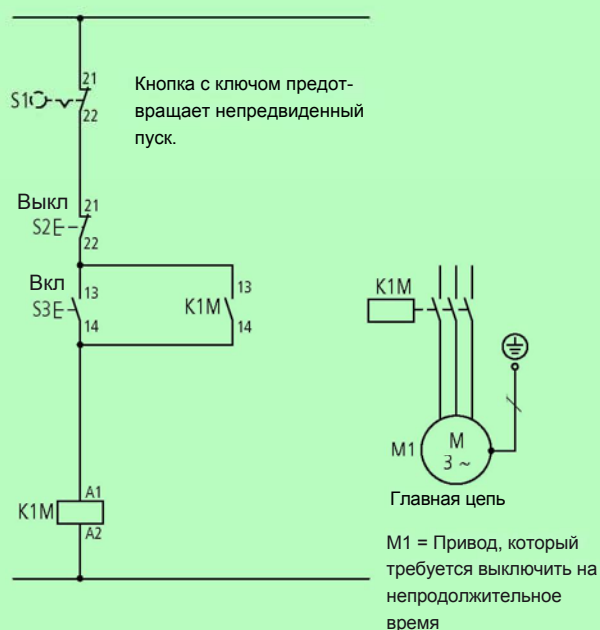 21
S1
22
Кнопка с ключом предот-
вращает непредвиденный
пуск.
Выкл
21
S2E
22
Вкл
13
S3E
14
13
K1M
14
K1M
A1
K1M
A2
M1
M
3 ~
Главная цепь
M1 = Привод, который
требуется выключить на
непродолжительное
время